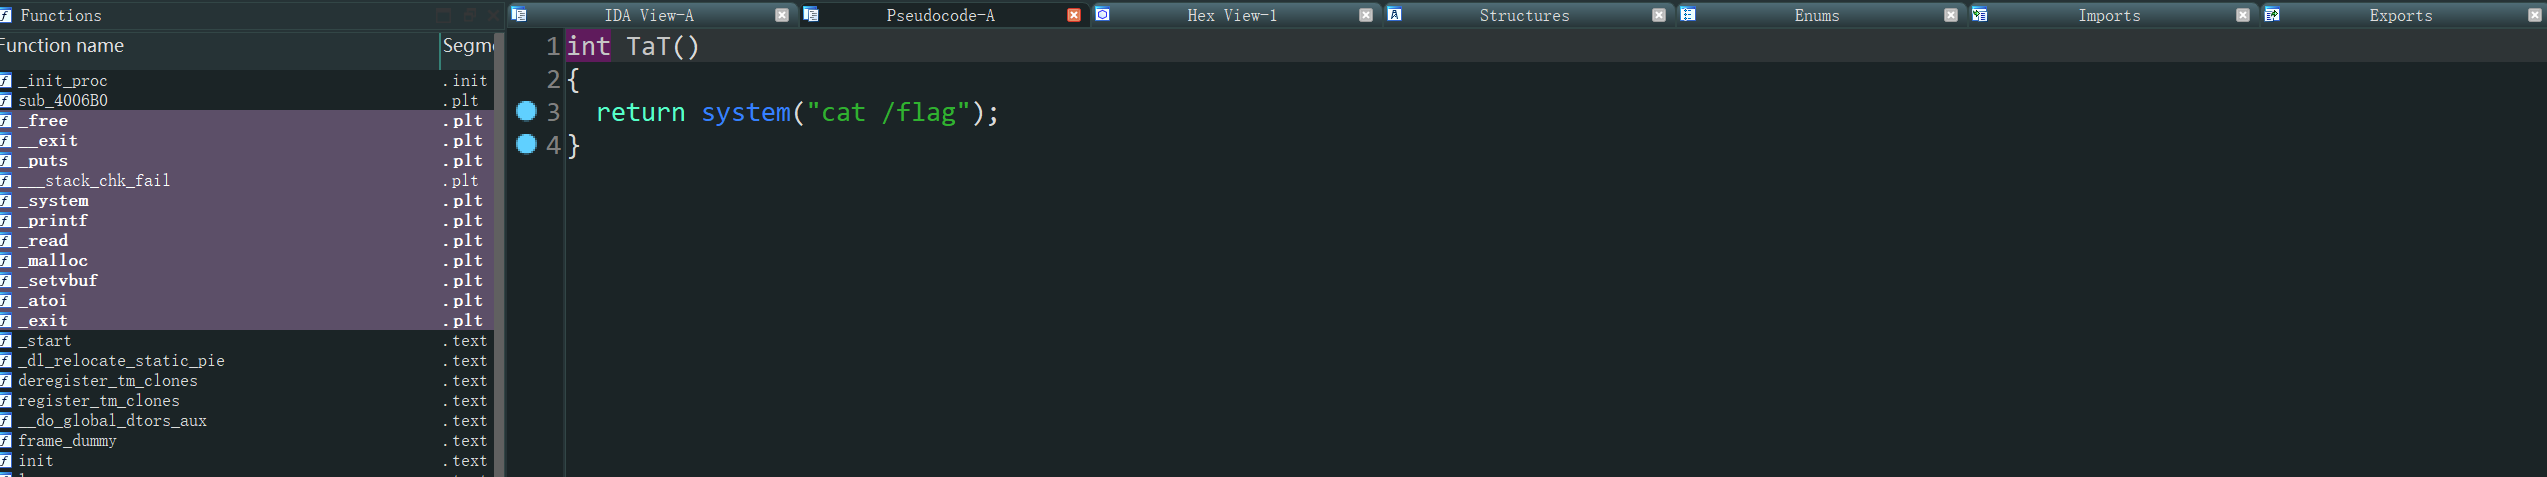 Functions
IDA View-A
Pseudocode-A
Hex View-1
Structures
Enums
Imports
Exports
Function name
Segme
_init_proc .init
sub_4006B0 .plt
_free .plt
__exit .plt
_puts .plt
___stack_chk_fail .plt
_system .plt
_printf .plt
_read .plt
_malloc .plt
_setvbuf .plt
_atoi .plt
_exit .plt
_start .text
_dl_relocate_static_pie .text
deregister_tm_clones .text
register_tm_clones .text
__do_global_dtors_aux .text
frame_dummy .text
init .text
1 int TaT()
2 {
3 return system("cat /flag");
4 }